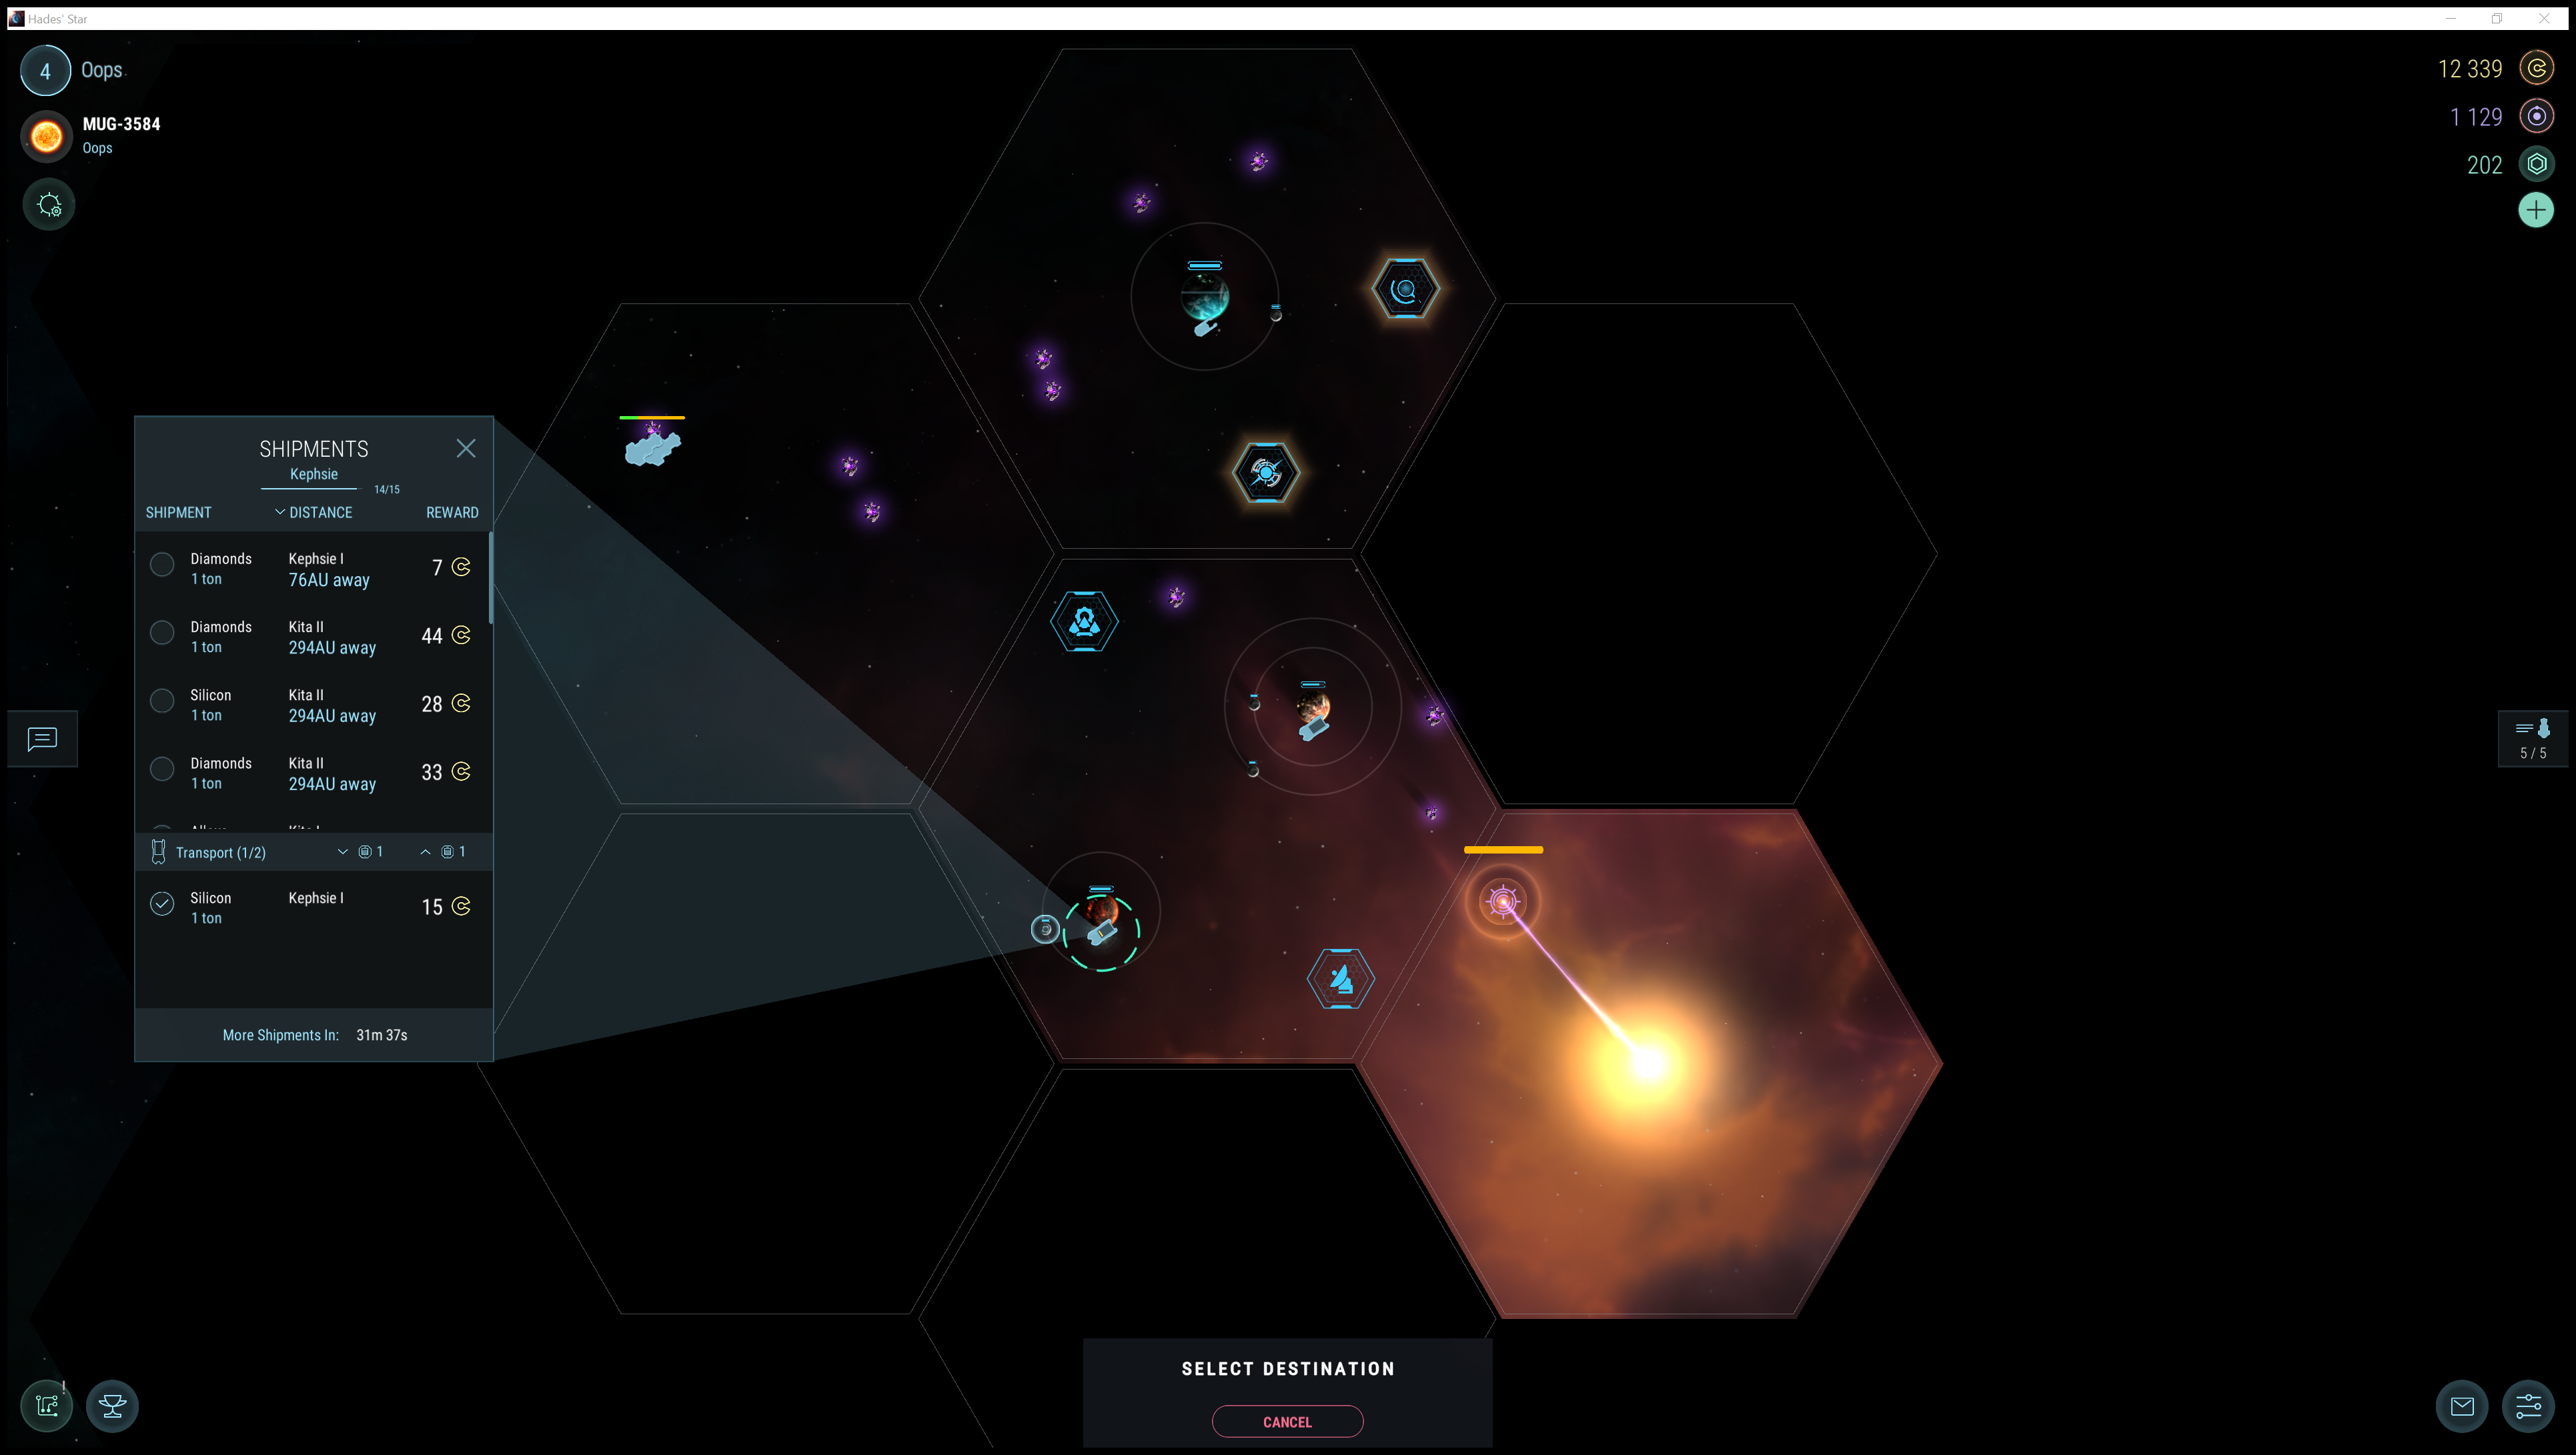 Hades' Star
4
Oops
MUG-3584
Oops
12 339
1 129
202
SHIPMENTS
Kephsie
14/15
SHIPMENT DISTANCE REWARD
Diamonds Kephsie I 7
1 ton 76AU away
Diamonds Kita II 44
1 ton 294AU away
Silicon Kita II 28
1 ton 294AU away
Diamonds Kita II 33
1 ton 294AU away
Transport (1/2) 1 1
Silicon Kephsie I 15
1 ton
More Shipments In: 31m 37s
5 / 5
SELECT DESTINATION
CANCEL
!